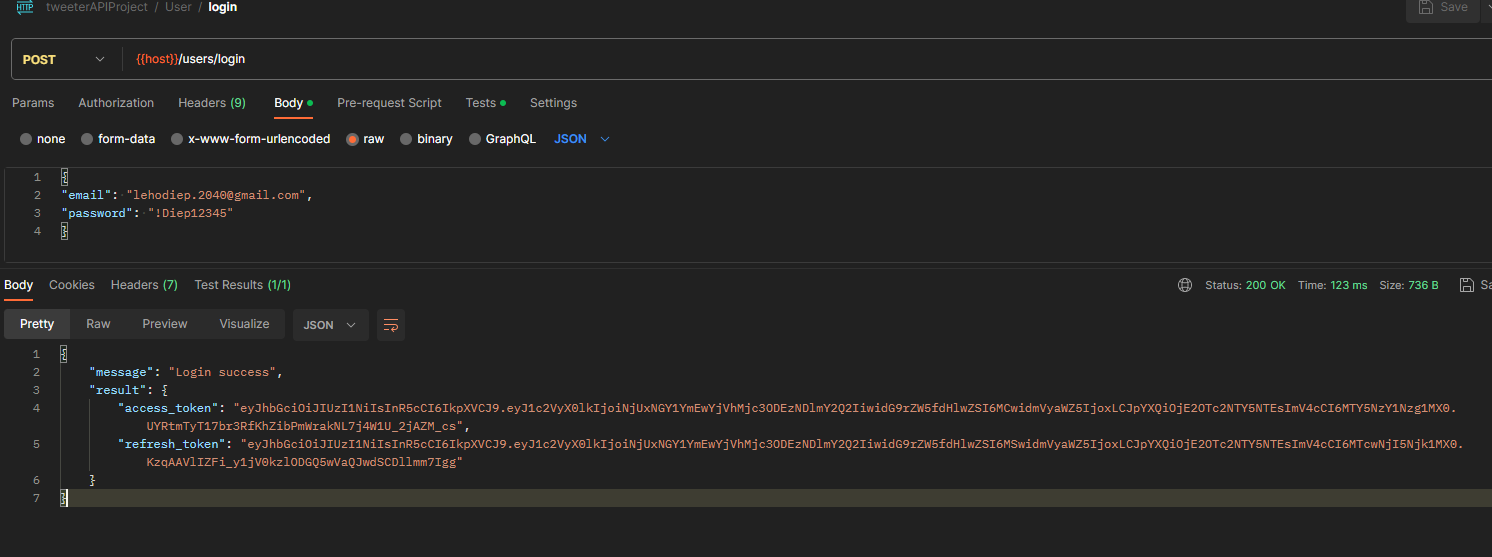 HTTP tweeterAPIProject / User / login Save
POST {{host}}/users/login
Params Authorization Headers (9) Body Pre-request Script Tests Settings
none form-data x-www-form-urlencoded raw binary GraphQL JSON
1 {
2 "email": "lehodiep.2040@gmail.com",
3 "password": "!Diep12345"
4 }
Body Cookies Headers (7) Test Results (1/1) Status: 200 OK Time: 123 ms Size: 736 B Sa
Pretty Raw Preview Visualize JSON
1 {
2 "message": "Login success",
3 "result": {
4 "access_token": "eyJhbGciOiJIUzI1NiIsInR5cCI6IkpXVCJ9.eyJ1c2VyX0lkIjoiNjUxNGY1YmEwYjVhMjc3ODEzNDlmY2Q2IiwidG9rZW5fdHlwZSI6MCwidmVyaWZ5IjoxLCJpYXQiOjE2OTc2NTY5NTEsImV4cCI6MTY5NzY1Nzg1MX0.
UYRtmTyT17br3RfKhZibPmWrakNL7j4W1U_2jAZM_cs",
5 "refresh_token": "eyJhbGciOiJIUzI1NiIsInR5cCI6IkpXVCJ9.eyJ1c2VyX0lkIjoiNjUxNGY1YmEwYjVhMjc3ODEzNDlmY2Q2IiwidG9rZW5fdHlwZSI6MSwidmVyaWZ5IjoxLCJpYXQiOjE2OTc2NTY5NTEsImV4cCI6MTcwNjI5Njk1MX0.
KzqAAVlIZFi_y1jV0kzlODGQ5wVaQJwdSCDllmm7Igg"
6 }
7 }